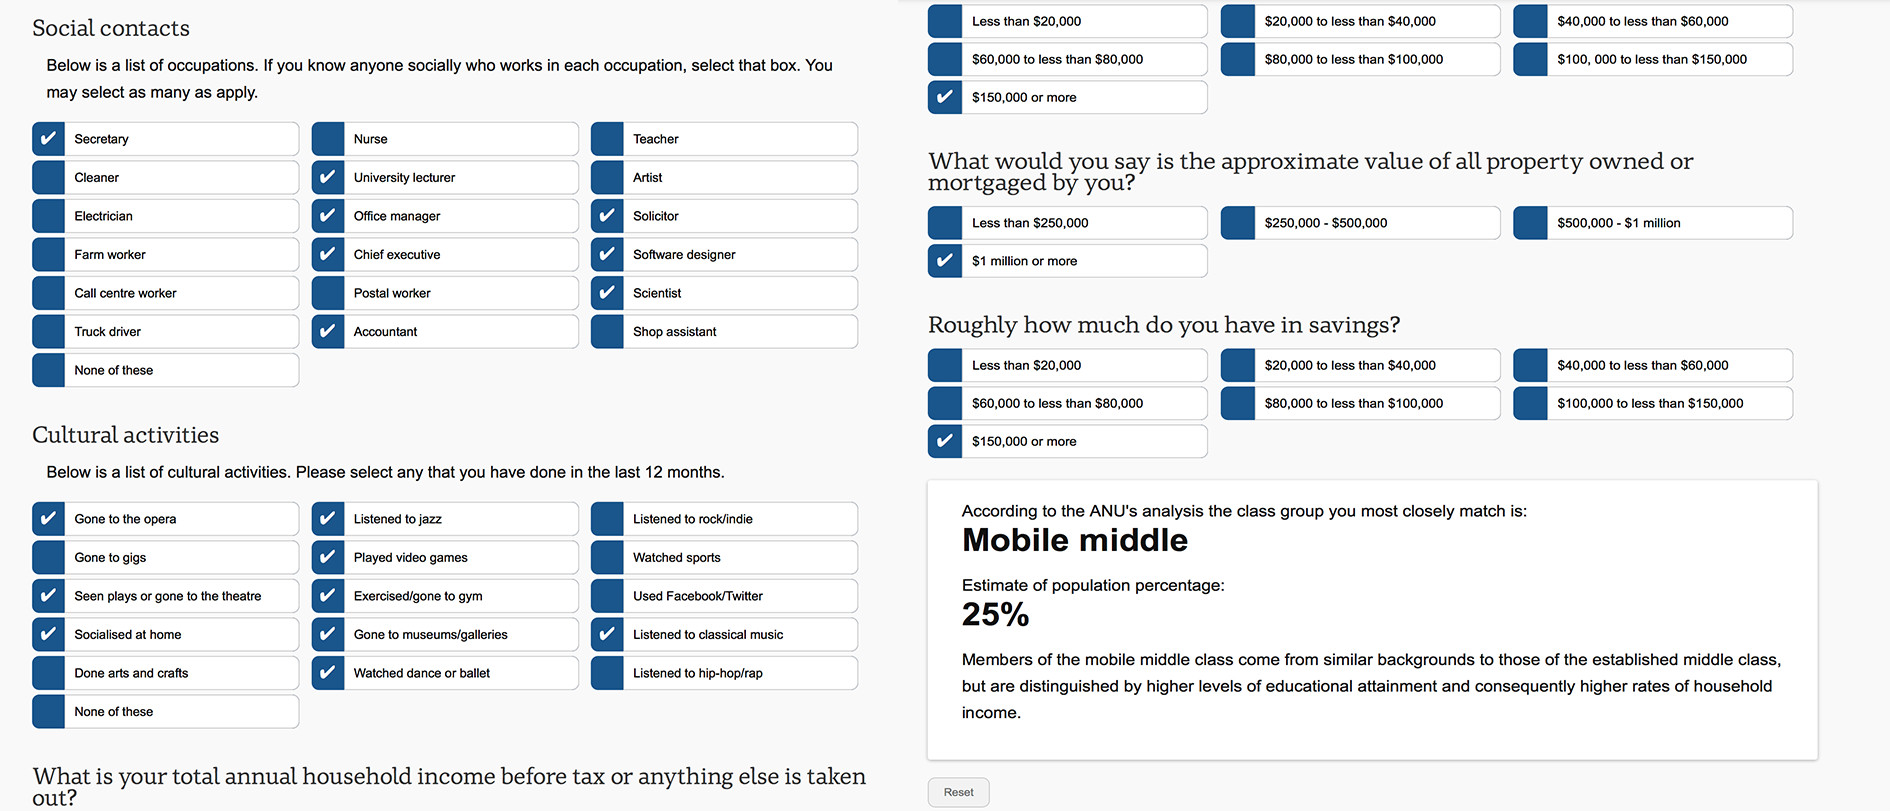 Social contacts
Below is a list of occupations. If you know anyone socially who works in each occupation, select that box. You
may select as many as apply.
Secretary
Nurse
Teacher
Cleaner
University lecturer
Artist
Electrician
Office manager
Solicitor
Farm worker
Chief executive
Software designer
Call centre worker
Postal worker
Scientist
Truck driver
Accountant
Shop assistant
None of these
Cultural activities
Below is a list of cultural activities. Please select any that you have done in the last 12 months.
Gone to the opera
Listened to jazz
Listened to rock/indie
Gone to gigs
Played video games
Watched sports
Seen plays or gone to the theatre
Exercised/gone to gym
Used Facebook/Twitter
Socialised at home
Gone to museums/galleries
Listened to classical music
Done arts and crafts
Watched dance or ballet
Listened to hip-hop/rap
None of these
What is your total annual household income before tax or anything else is taken
out?
Less than $20,000
$20,000 to less than $40,000
$40,000 to less than $60,000
$60,000 to less than $80,000
$80,000 to less than $100,000
$100, 000 to less than $150,000
$150,000 or more
What would you say is the approximate value of all property owned or
mortgaged by you?
Less than $250,000
$250,000 - $500,000
$500,000 - $1 million
$1 million or more
Roughly how much do you have in savings?
Less than $20,000
$20,000 to less than $40,000
$40,000 to less than $60,000
$60,000 to less than $80,000
$80,000 to less than $100,000
$100,000 to less than $150,000
$150,000 or more
According to the ANU's analysis the class group you most closely match is:
Mobile middle
Estimate of population percentage:
25%
Members of the mobile middle class come from similar backgrounds to those of the established middle class,
but are distinguished by higher levels of educational attainment and consequently higher rates of household
income.
Reset